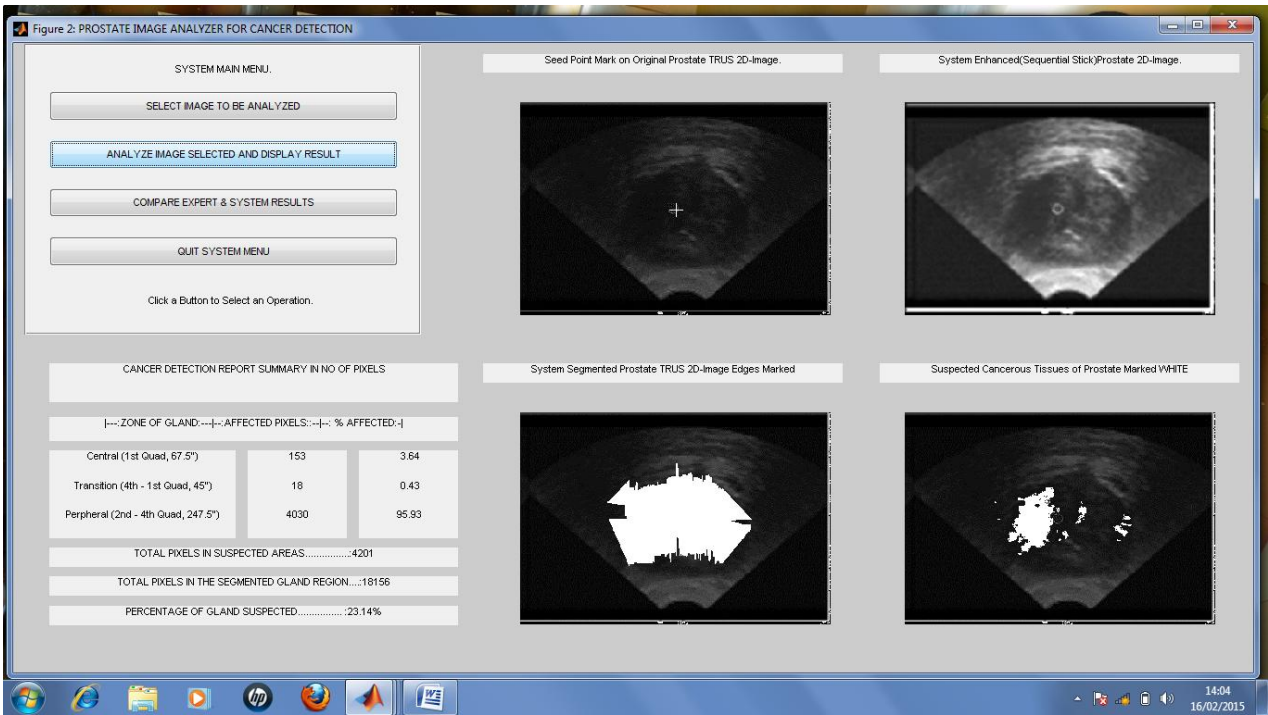 Figure 2: PROSTATE IMAGE ANALYZER FOR CANCER DETECTION
SYSTEM MAIN MENU.
SELECT IMAGE TO BE ANALYZED
ANALYZE IMAGE SELECTED AND DISPLAY RESULT
COMPARE EXPERT & SYSTEM RESULTS
QUIT SYSTEM MENU
Click a Button to Select an Operation.
Seed Point Mark on Original Prostate TRUS 2D-Image.
System Enhanced(Sequential Stick)Prostate 2D-Image.
CANCER DETECTION REPORT SUMMARY IN NO OF PIXELS
|---:ZONE OF GLAND:---|--:AFFECTED PIXELS::--|--: % AFFECTED:-|
Central (1st Quad, 67.5") 153 3.64
Transition (4th - 1st Quad, 45") 18 0.43
Perpheral (2nd - 4th Quad, 247.5") 4030 95.93
TOTAL PIXELS IN SUSPECTED AREAS...............:4201
TOTAL PIXELS IN THE SEGMENTED GLAND REGION....:18156
PERCENTAGE OF GLAND SUSPECTED................ :23.14%
System Segmented Prostate TRUS 2D-Image Edges Marked
Suspected Cancerous Tissues of Prostate Marked WHITE
hp
W
14:04
16/02/2015